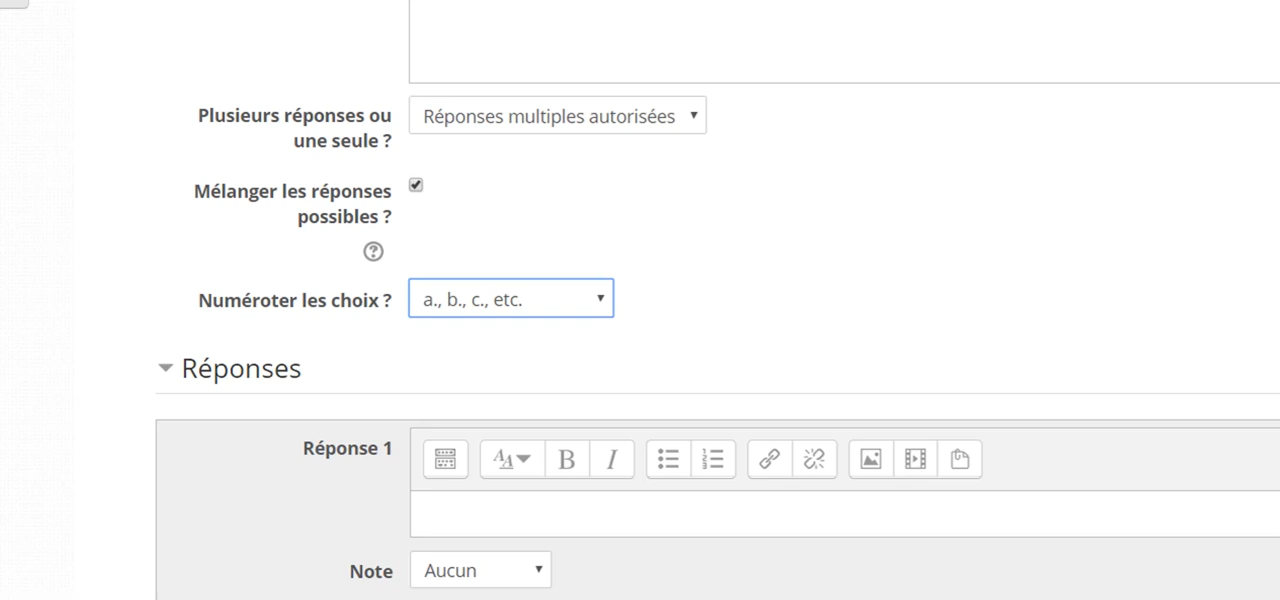 Plusieurs réponses ou
une seule ?
Réponses multiples autorisées
Mélanger les réponses
possibles ?
Numéroter les choix ?
a., b., c., etc.
Réponses
Réponse 1
Note
Aucun